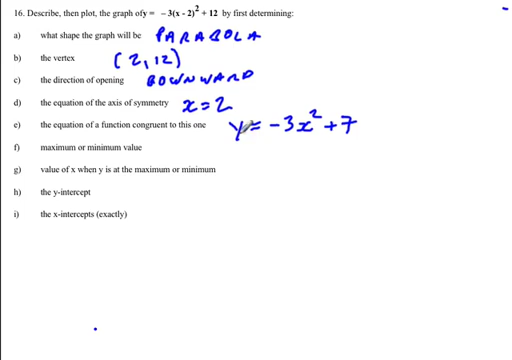 16. Describe, then plot, the graph ofy = − 3(x - 2)² + 12 by first determining:
a) what shape the graph will be PARABOLA
b) the vertex (2,12)
c) the direction of opening DOWNWARD
d) the equation of the axis of symmetry x=2
e) the equation of a function congruent to this one y = -3x² + 7
f) maximum or minimum value
g) value of x when y is at the maximum or minimum
h) the y-intercept
i) the x-intercepts (exactly)